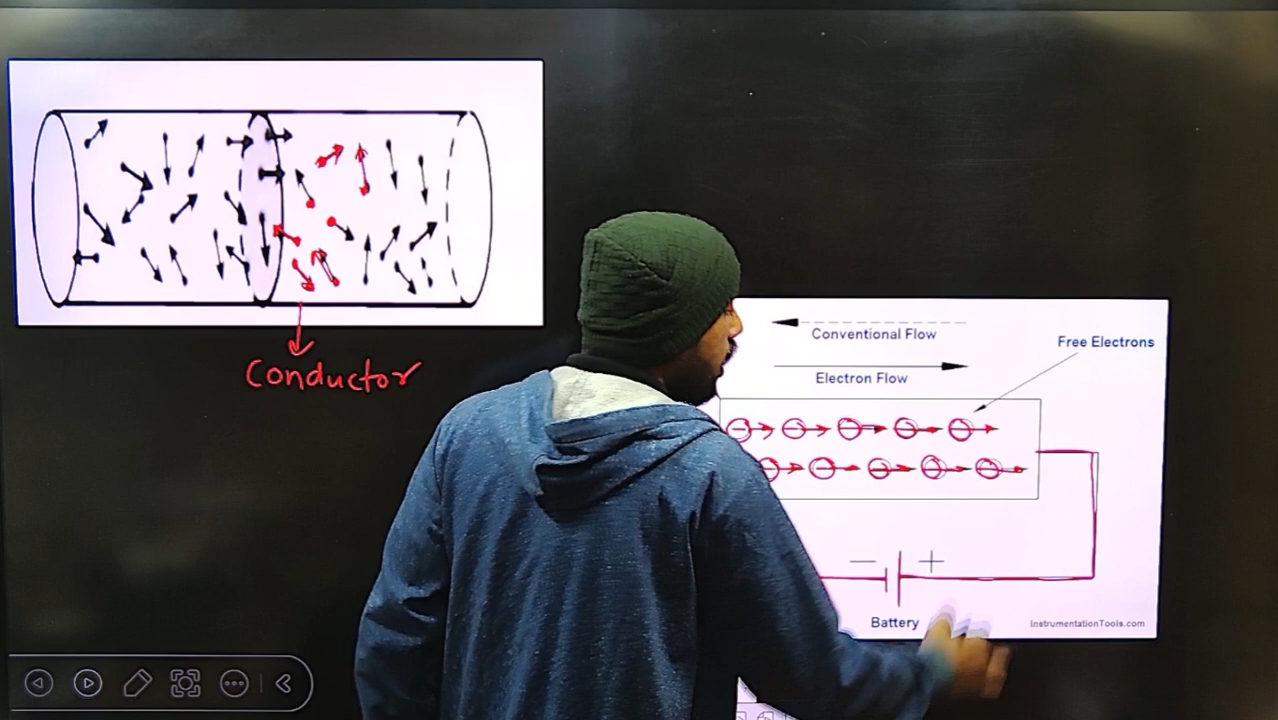 Conductor
Conventional Flow
Free Electrons
Electron Flow
− +
Battery
InstrumentationTools.com